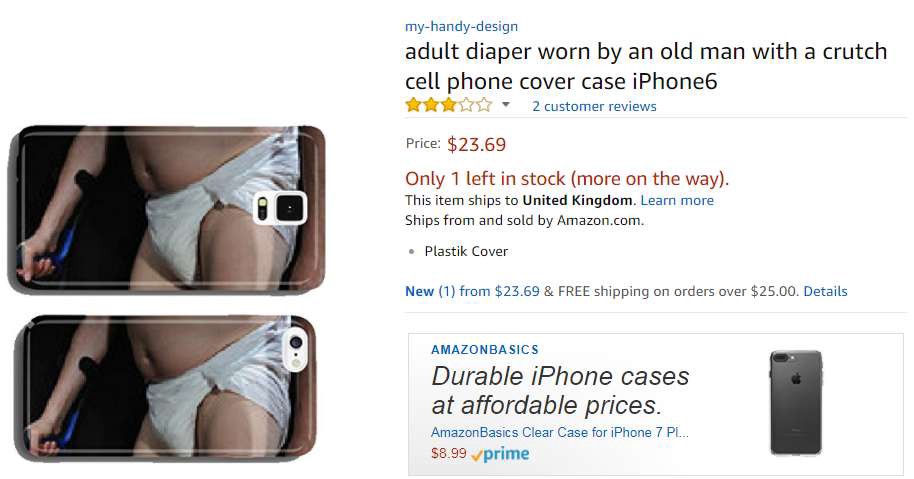 my-handy-design
adult diaper worn by an old man with a crutch
cell phone cover case iPhone6
2 customer reviews
Price: $23.69
Only 1 left in stock (more on the way).
This item ships to United Kingdom. Learn more
Ships from and sold by Amazon.com.
• Plastik Cover
New (1) from $23.69 & FREE shipping on orders over $25.00. Details
AMAZONBASICS
Durable iPhone cases
at affordable prices.
AmazonBasics Clear Case for iPhone 7 Pl...
$8.99 prime